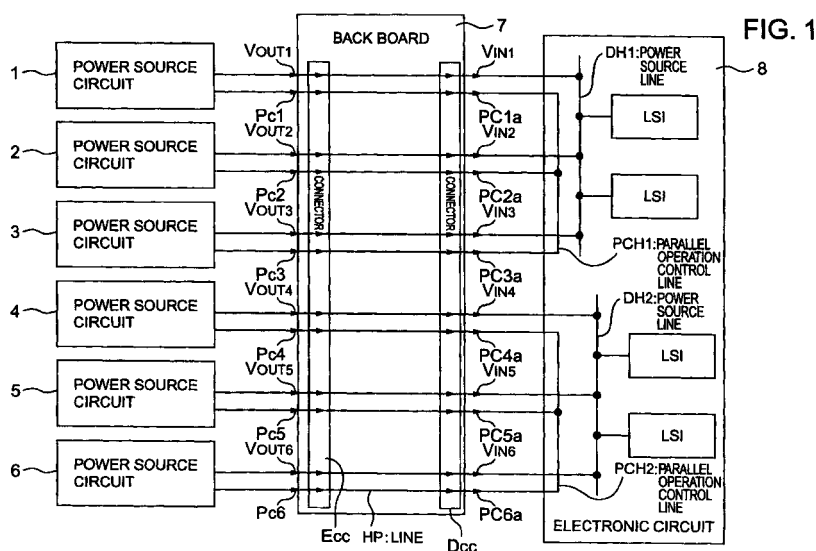 FIG. 1
7
BACK BOARD
8
1
POWER SOURCE
CIRCUIT
VOUT1
Pc1
CONNECTOR
CONNECTOR
VIN1
PC1a
DH1:POWER
SOURCE
LINE
LSI
2
POWER SOURCE
CIRCUIT
VOUT2
Pc2
VIN2
PC2a
LSI
3
POWER SOURCE
CIRCUIT
VOUT3
Pc3
VIN3
PC3a
PCH1:PARALLEL
OPERATION
CONTROL
LINE
4
POWER SOURCE
CIRCUIT
VOUT4
Pc4
VIN4
PC4a
DH2:POWER
SOURCE
LINE
LSI
5
POWER SOURCE
CIRCUIT
VOUT5
Pc5
VIN5
PC5a
LSI
6
POWER SOURCE
CIRCUIT
VOUT6
Pc6
VIN6
PC6a
PCH2:PARALLEL
OPERATION
CONTROL
LINE
Ecc
HP:LINE
Dcc
ELECTRONIC CIRCUIT